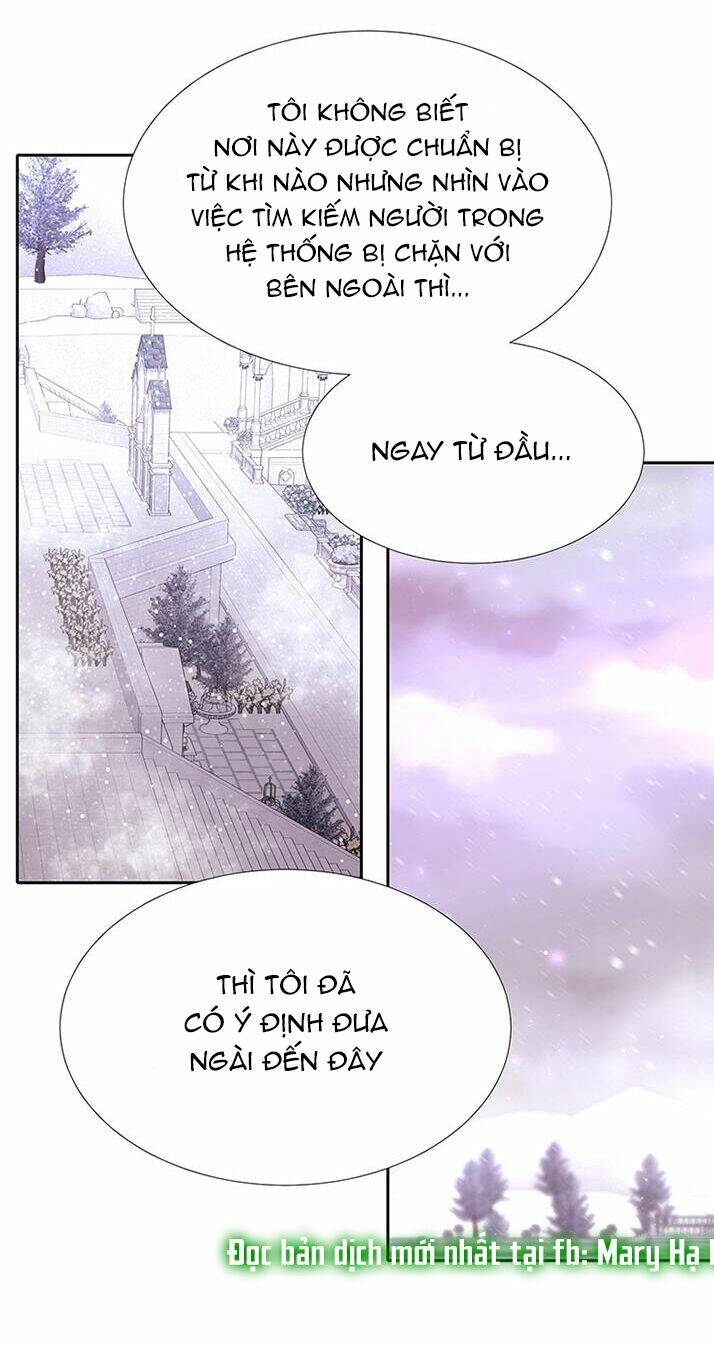 TÔI KHÔNG BIẾT
NƠI NÀY ĐƯỢC CHUẨN BỊ
TỪ KHI NÀO NHƯNG NHÌN VÀO
VIỆC TÌM KIẾM NGƯỜI TRONG
HỆ THỐNG BỊ CHẶN VỚI
BÊN NGOÀI THÌ...
NGAY TỪ ĐẦU...
THÌ TÔI ĐÃ
CÓ Ý ĐỊNH ĐƯA
NGÀI ĐẾN ĐÂY
Đọc bản dịch mới nhất tại fb: Mary Hạ